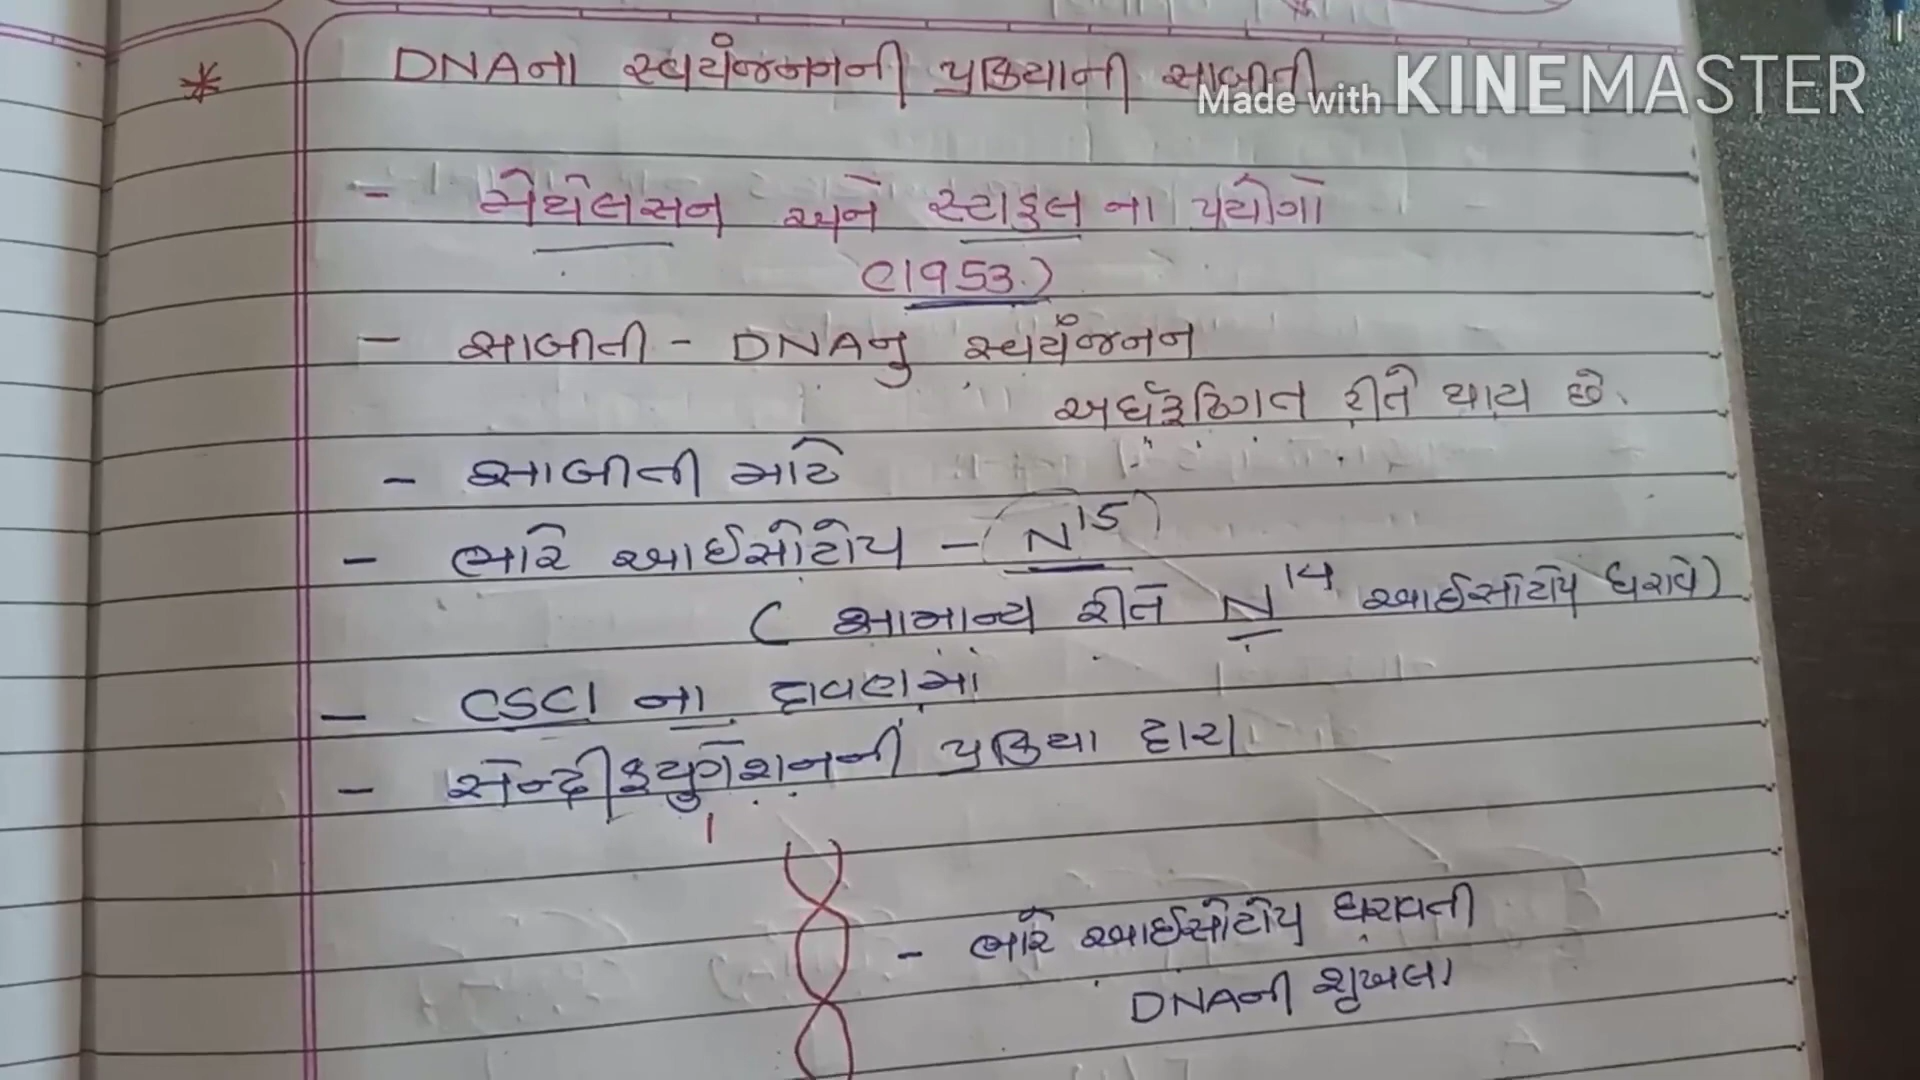 * DNAના સ્વયંજનનની પ્રક્રિયાની સાબીતી
Made with KINEMASTER
- મેથેલસન અને સ્ટાહલ ના પ્રયોગો
(1953.)
- સાબીતી - DNAનુ સ્વયંજનન
અર્ધરૂઢિગત રીતે થાય છે.
- સાબીતી માટે
- ભારે આઈસોટોપ - N15
( સામાન્ય રીતે N14 આઈસોટોપ ધરાવે)
- CSCl ના દ્રાવણમાં
- સેન્દ્રીફ્યુગેશનની પ્રક્રિયા દ્વારા
- ભારે આઈસોટોપ ધરાવતી
DNAની શૃખલા